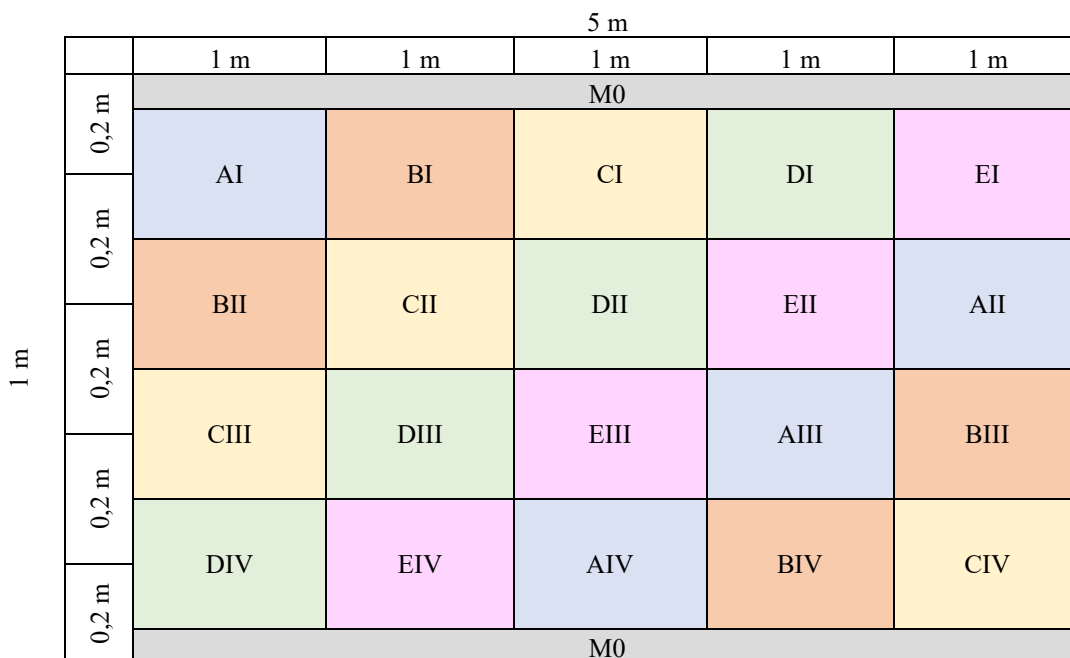 5 m
1 m 1 m 1 m 1 m 1 m
M0
0,2 m
AI BI CI DI EI
0,2 m
BII CII DII EII AII
1 m
0,2 m
CIII DIII EIII AIII BIII
0,2 m
DIV EIV AIV BIV CIV
0,2 m
M0